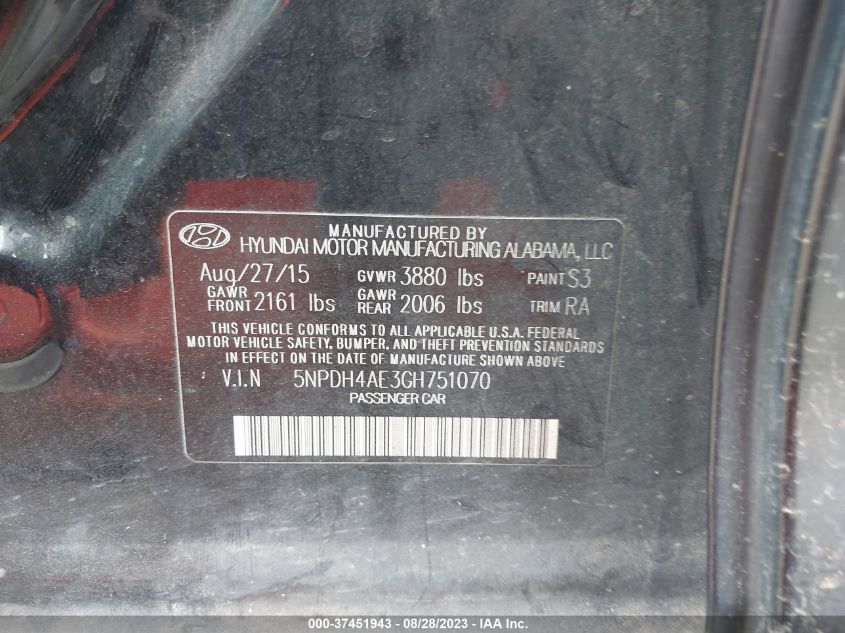 MANUFACTURED BY
HYUNDAI MOTOR MANUFACTURING ALABAMA, LLC
Aug/27/15 GVWR 3880 lbs PAINT S3
GAWR FRONT 2161 lbs GAWR REAR 2006 lbs TRIM RA
THIS VEHICLE CONFORMS TO ALL APPLICABLE U.S.A. FEDERAL
MOTOR VEHICLE SAFETY, BUMPER, AND THEFT PREVENTION STANDARDS
IN EFFECT ON THE DATE OF MANUFACTURE SHOWN ABOVE
V.I.N 5NPDH4AE3GH751070
PASSENGER CAR
000-37451943 - 08/28/2023 - IAA Inc.